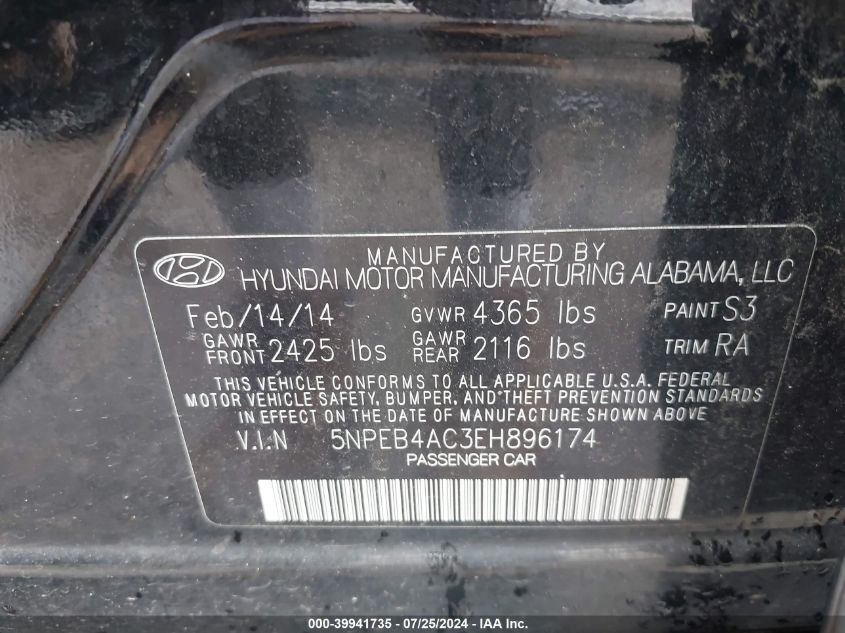 MANUFACTURED BY
HYUNDAI MOTOR MANUFACTURING ALABAMA, LLC
Feb/14/14 GVWR 4365 lbs PAINT S3
GAWR FRONT 2425 lbs GAWR REAR 2116 lbs TRIM RA
THIS VEHICLE CONFORMS TO ALL APPLICABLE U.S.A. FEDERAL
MOTOR VEHICLE SAFETY, BUMPER, AND THEFT PREVENTION STANDARDS
IN EFFECT ON THE DATE OF MANUFACTURE SHOWN ABOVE
V.I.N 5NPEB4AC3EH896174
PASSENGER CAR
000-39941735 - 07/25/2024 - IAA Inc.